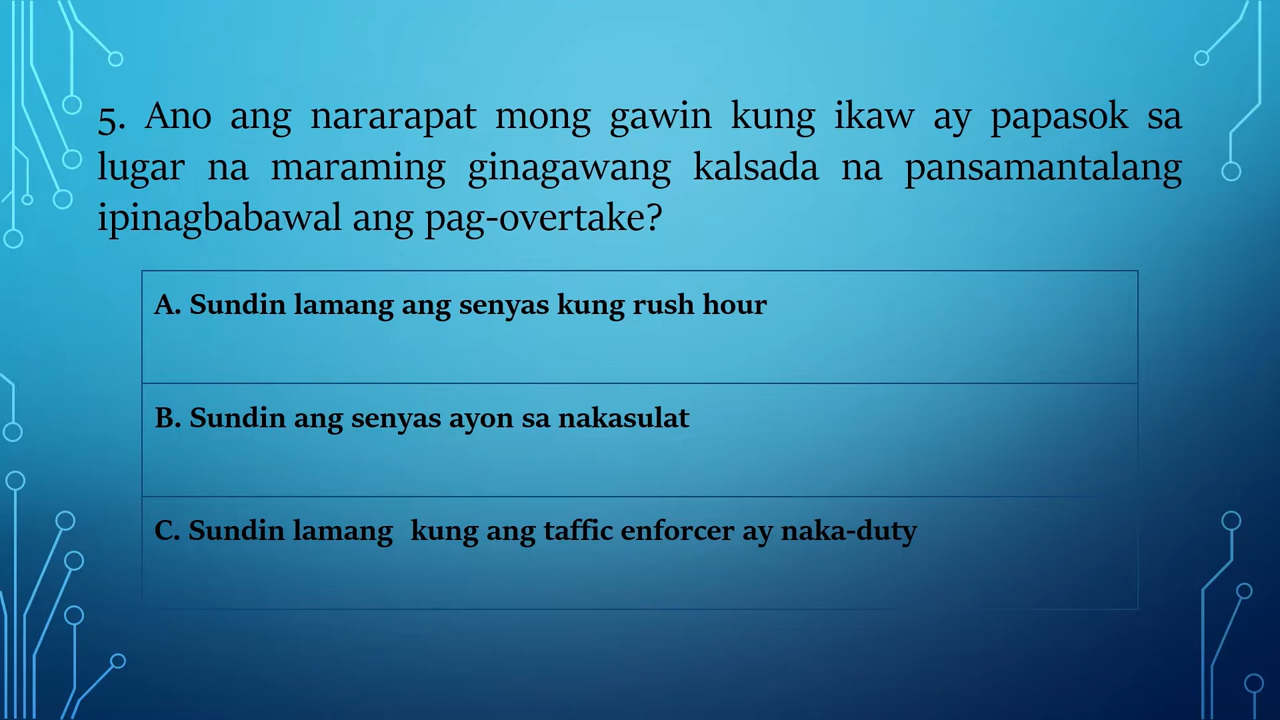 5. Ano ang nararapat mong gawin kung ikaw ay papasok sa
lugar na maraming ginagawang kalsada na pansamantalang
ipinagbabawal ang pag-overtake?
A. Sundin lamang ang senyas kung rush hour
B. Sundin ang senyas ayon sa nakasulat
C. Sundin lamang kung ang taffic enforcer ay naka-duty